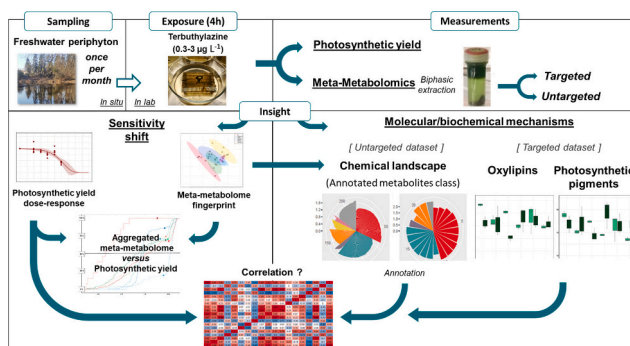 Sampling
Exposure (4h)
Measurements
Freshwater periphyton
once
per
month
In situ
Terbuthylazine
(0.3-3 µg L⁻¹)
In lab
Photosynthetic yield
Meta-Metabolomics
Biphasic
extraction
Targeted
Untargeted
Insight
Sensitivity
shift
Photosynthetic yield
dose-response
Meta-metabolome
fingerprint
Aggregated
meta-metabolome
versus
Photosynthetic yield
Molecular/biochemical mechanisms
[ Untargeted dataset ]
Chemical landscape
(Annotated metabolites class)
Annotation
[ Targeted dataset ]
Oxylipins
Photosynthetic
pigments
Correlation ?